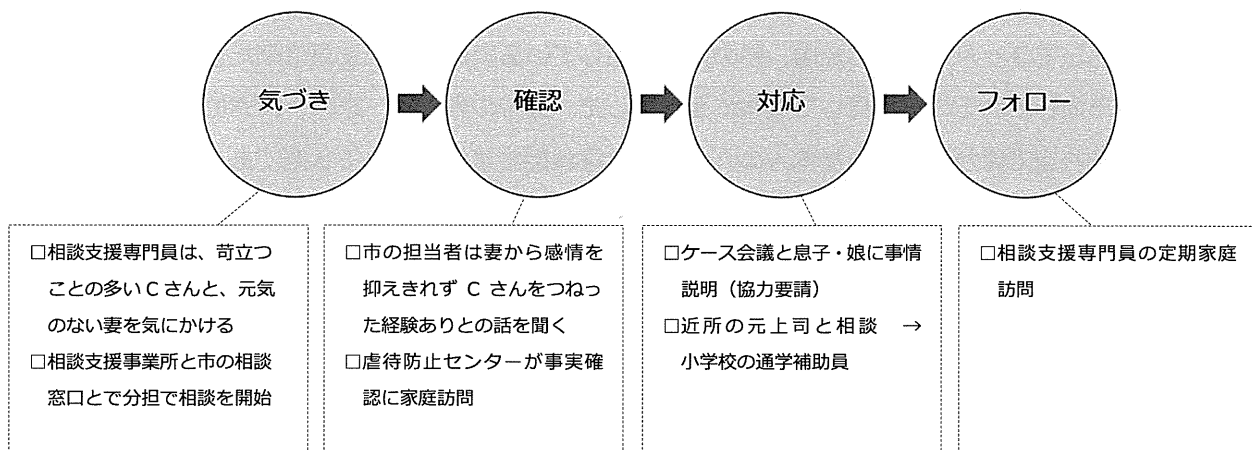 気づき
確認
対応
フォロー
□相談支援専門員は、苛立つ
ことの多いCさんと、元気
のない妻を気にかける
□相談支援事業所と市の相談
窓口とで分担で相談を開始
□市の担当者は妻から感情を
抑えきれず C さんをつねっ
た経験ありとの話を聞く
□虐待防止センターが事実確
認に家庭訪問
□ケース会議と息子・娘に事情
説明（協力要請）
□近所の元上司と相談 →
小学校の通学補助員
□相談支援専門員の定期家庭
訪問